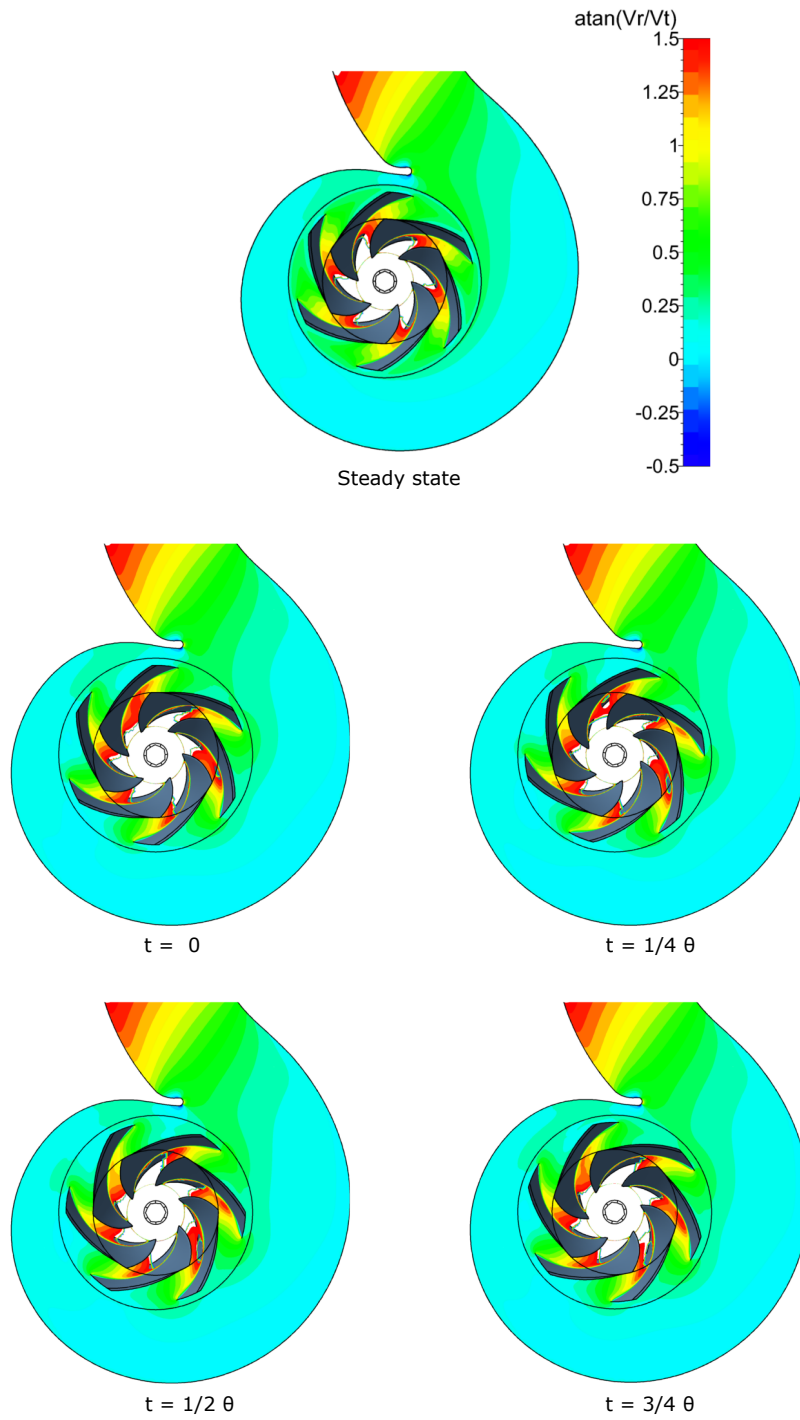 atan(Vr/Vt)
1.5
1.25
1
0.75
0.5
0.25
0
-0.25
-0.5
Steady state
t = 0
t = 1/4 θ
t = 1/2 θ
t = 3/4 θ